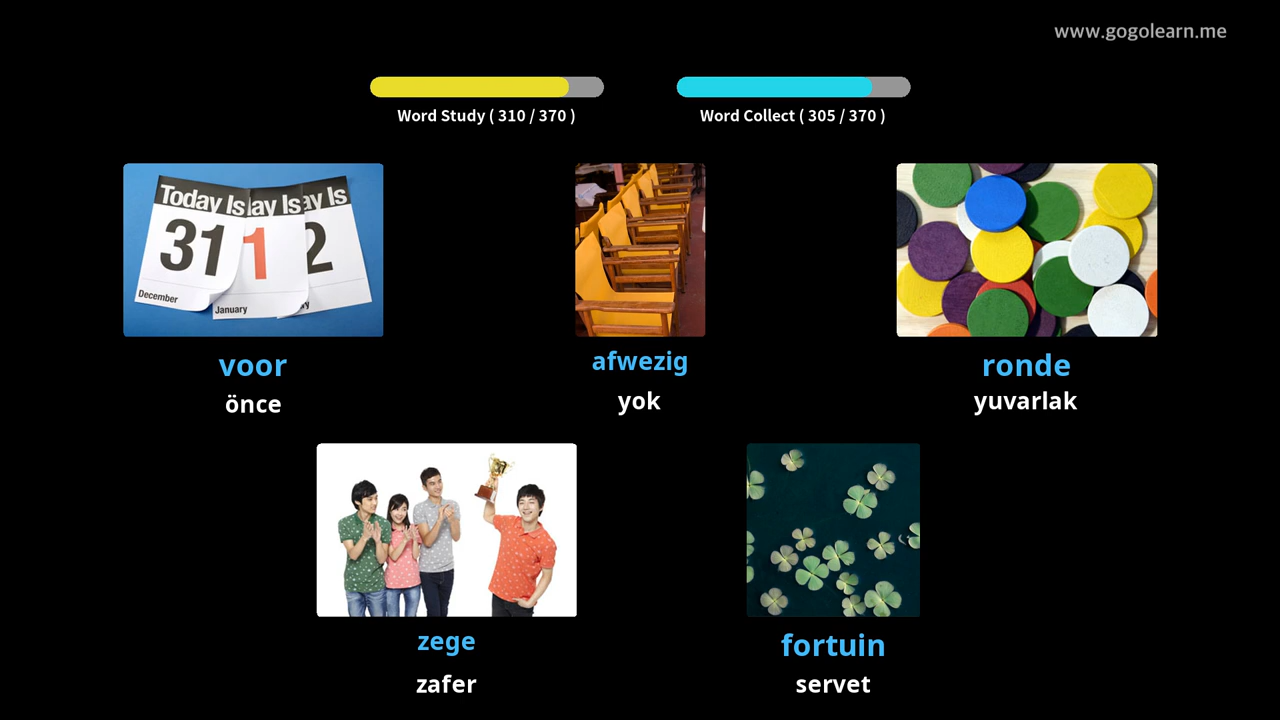 www.gogolearn.me
Word Study ( 310 / 370 )
Word Collect ( 305 / 370 )
Today Is
ay Is
ay Is
31
1
2
December
January
ry
voor
afwezig
ronde
önce
yok
yuvarlak
zege
fortuin
zafer
servet